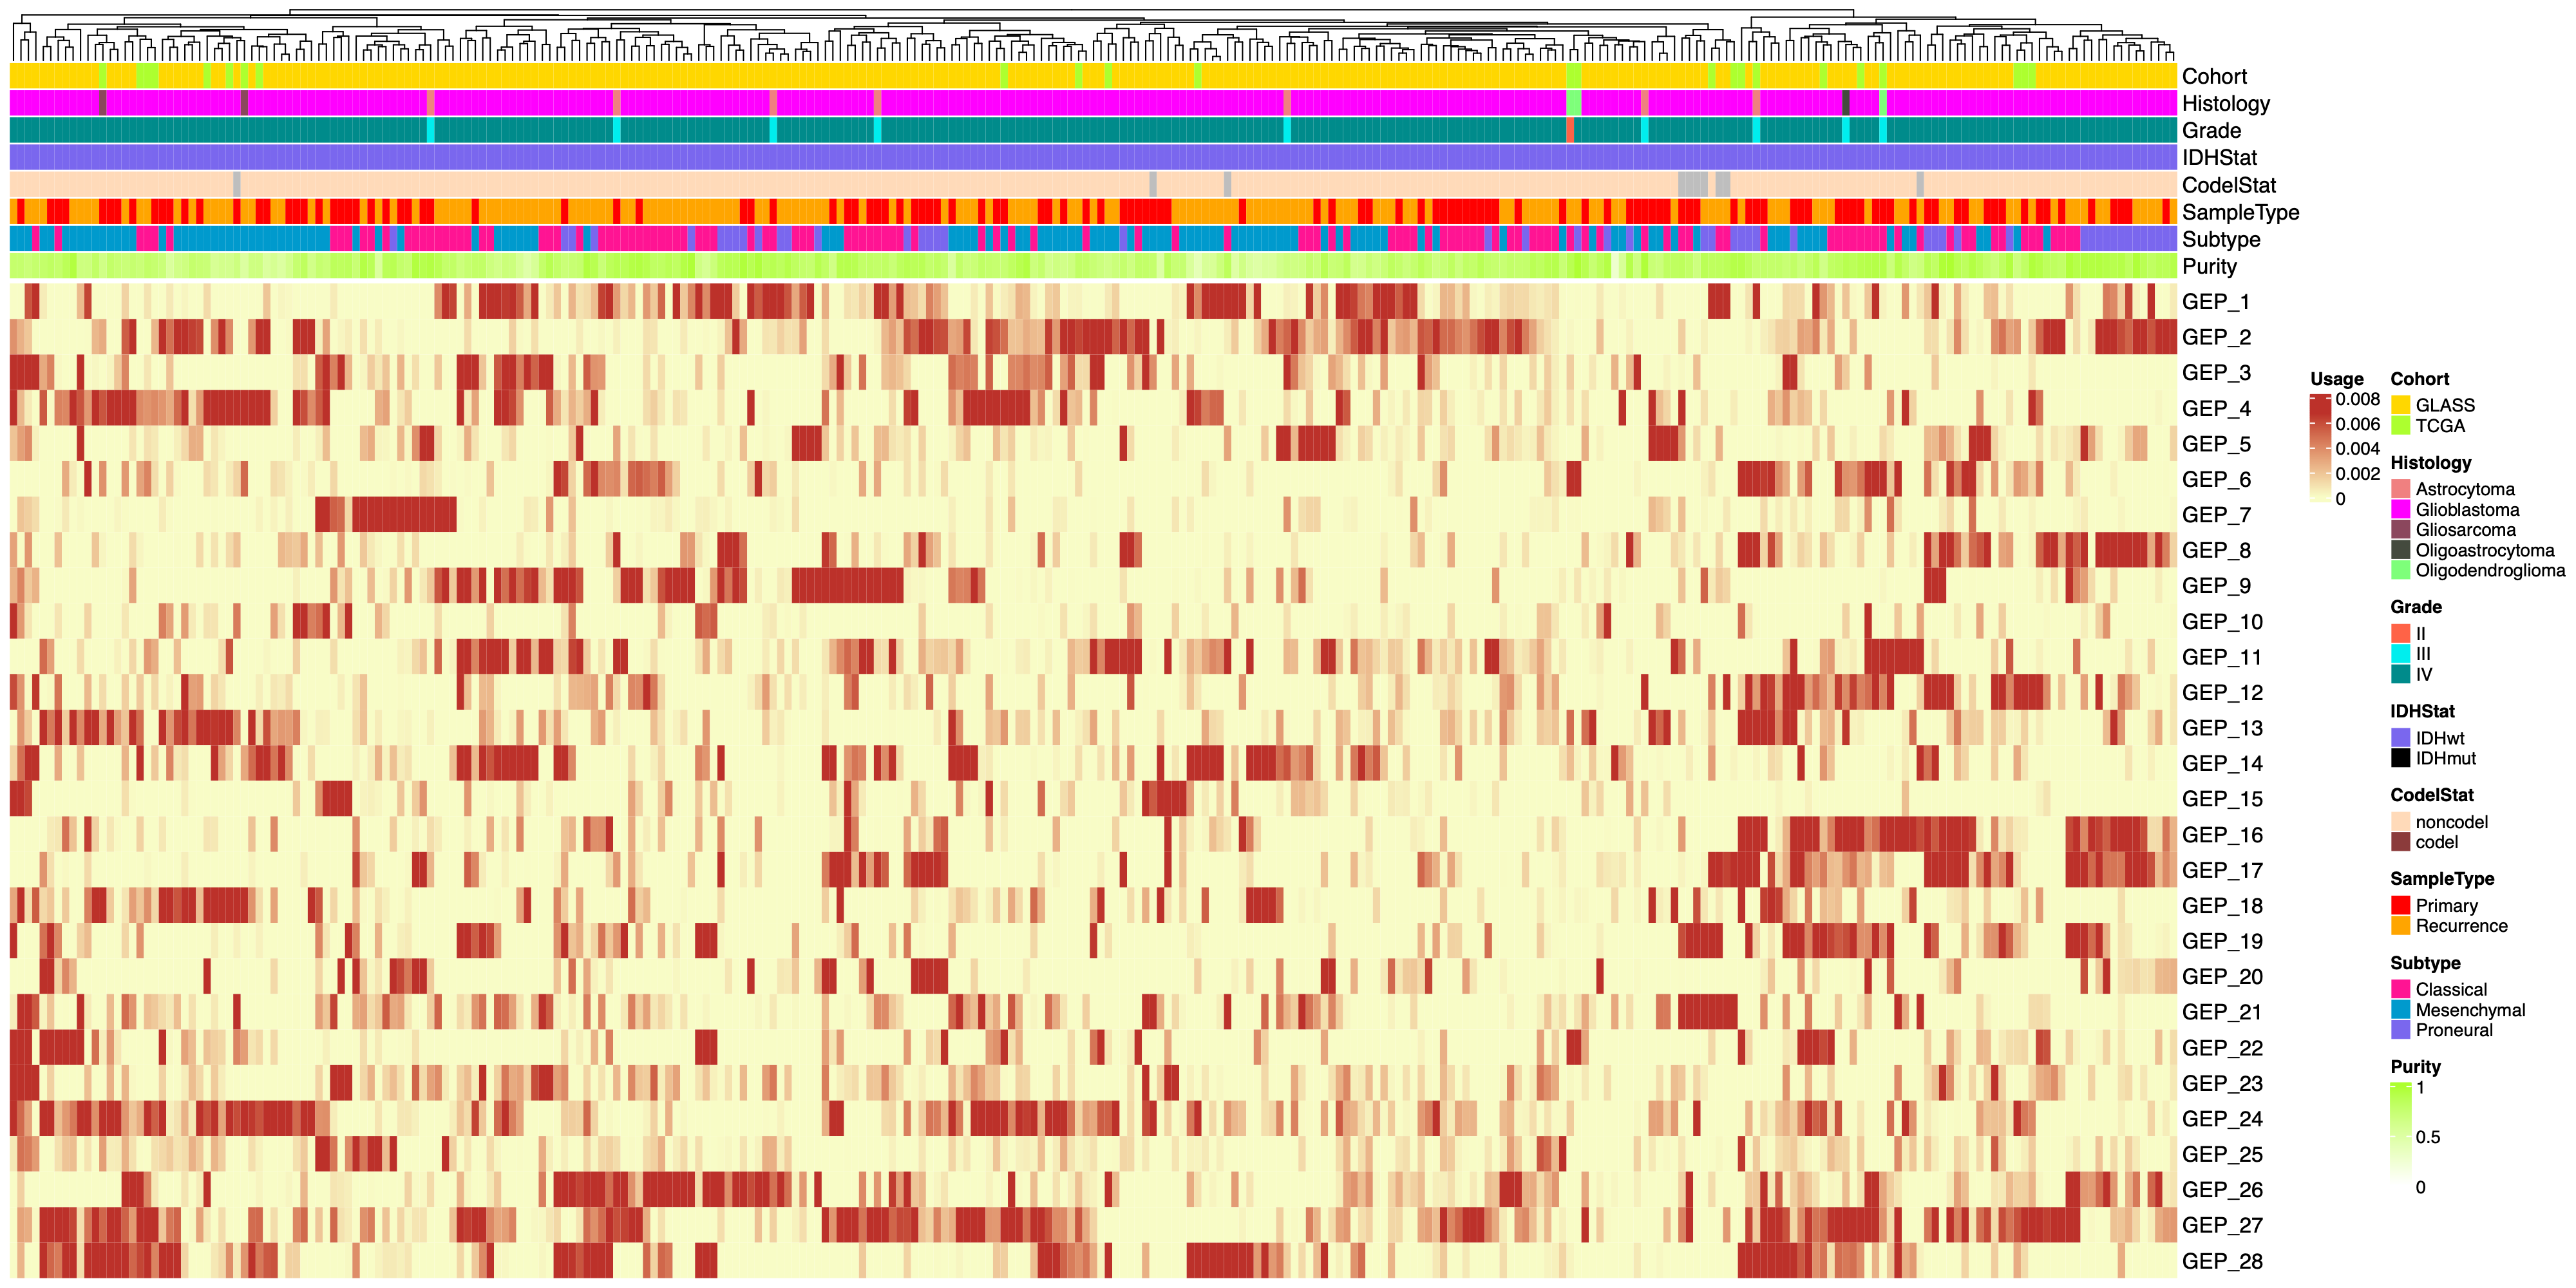 Cohort
Histology
Grade
IDHStat
CodelStat
SampleType
Subtype
Purity
GEP_1
GEP_2
GEP_3
GEP_4
GEP_5
GEP_6
GEP_7
GEP_8
GEP_9
GEP_10
GEP_11
GEP_12
GEP_13
GEP_14
GEP_15
GEP_16
GEP_17
GEP_18
GEP_19
GEP_20
GEP_21
GEP_22
GEP_23
GEP_24
GEP_25
GEP_26
GEP_27
GEP_28
Usage
0.008
0.006
0.004
0.002
0
Cohort
GLASS
TCGA
Histology
Astrocytoma
Glioblastoma
Gliosarcoma
Oligoastrocytoma
Oligodendroglioma
Grade
II
III
IV
IDHStat
IDHwt
IDHmut
CodelStat
noncodel
codel
SampleType
Primary
Recurrence
Subtype
Classical
Mesenchymal
Proneural
Purity
1
0.5
0